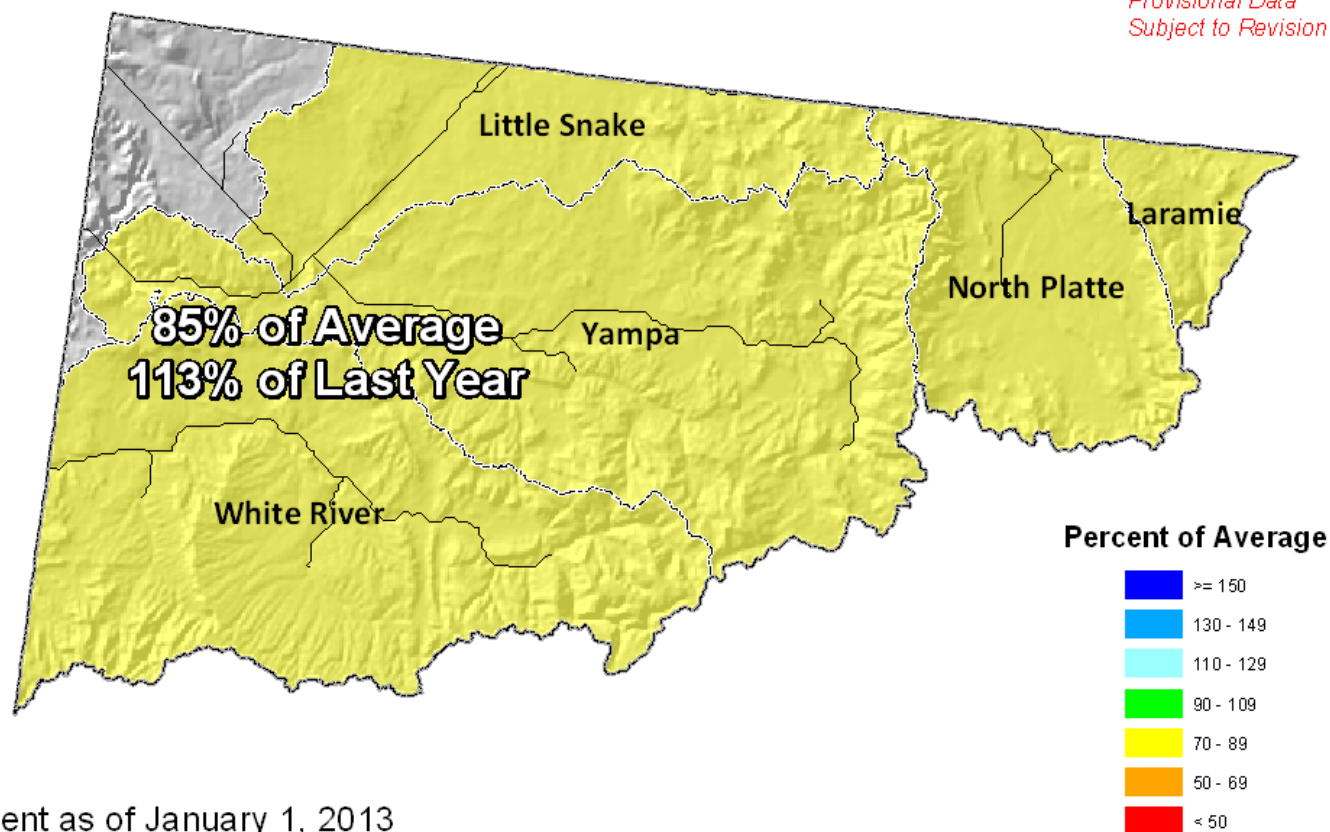 Provisional Data
Subject to Revision
Little Snake
Laramie
North Platte
85% of Average
113% of Last Year
Yampa
White River
Percent of Average
>= 150
130 - 149
110 - 129
90 - 109
70 - 89
50 - 69
< 50
ent as of January 1, 2013